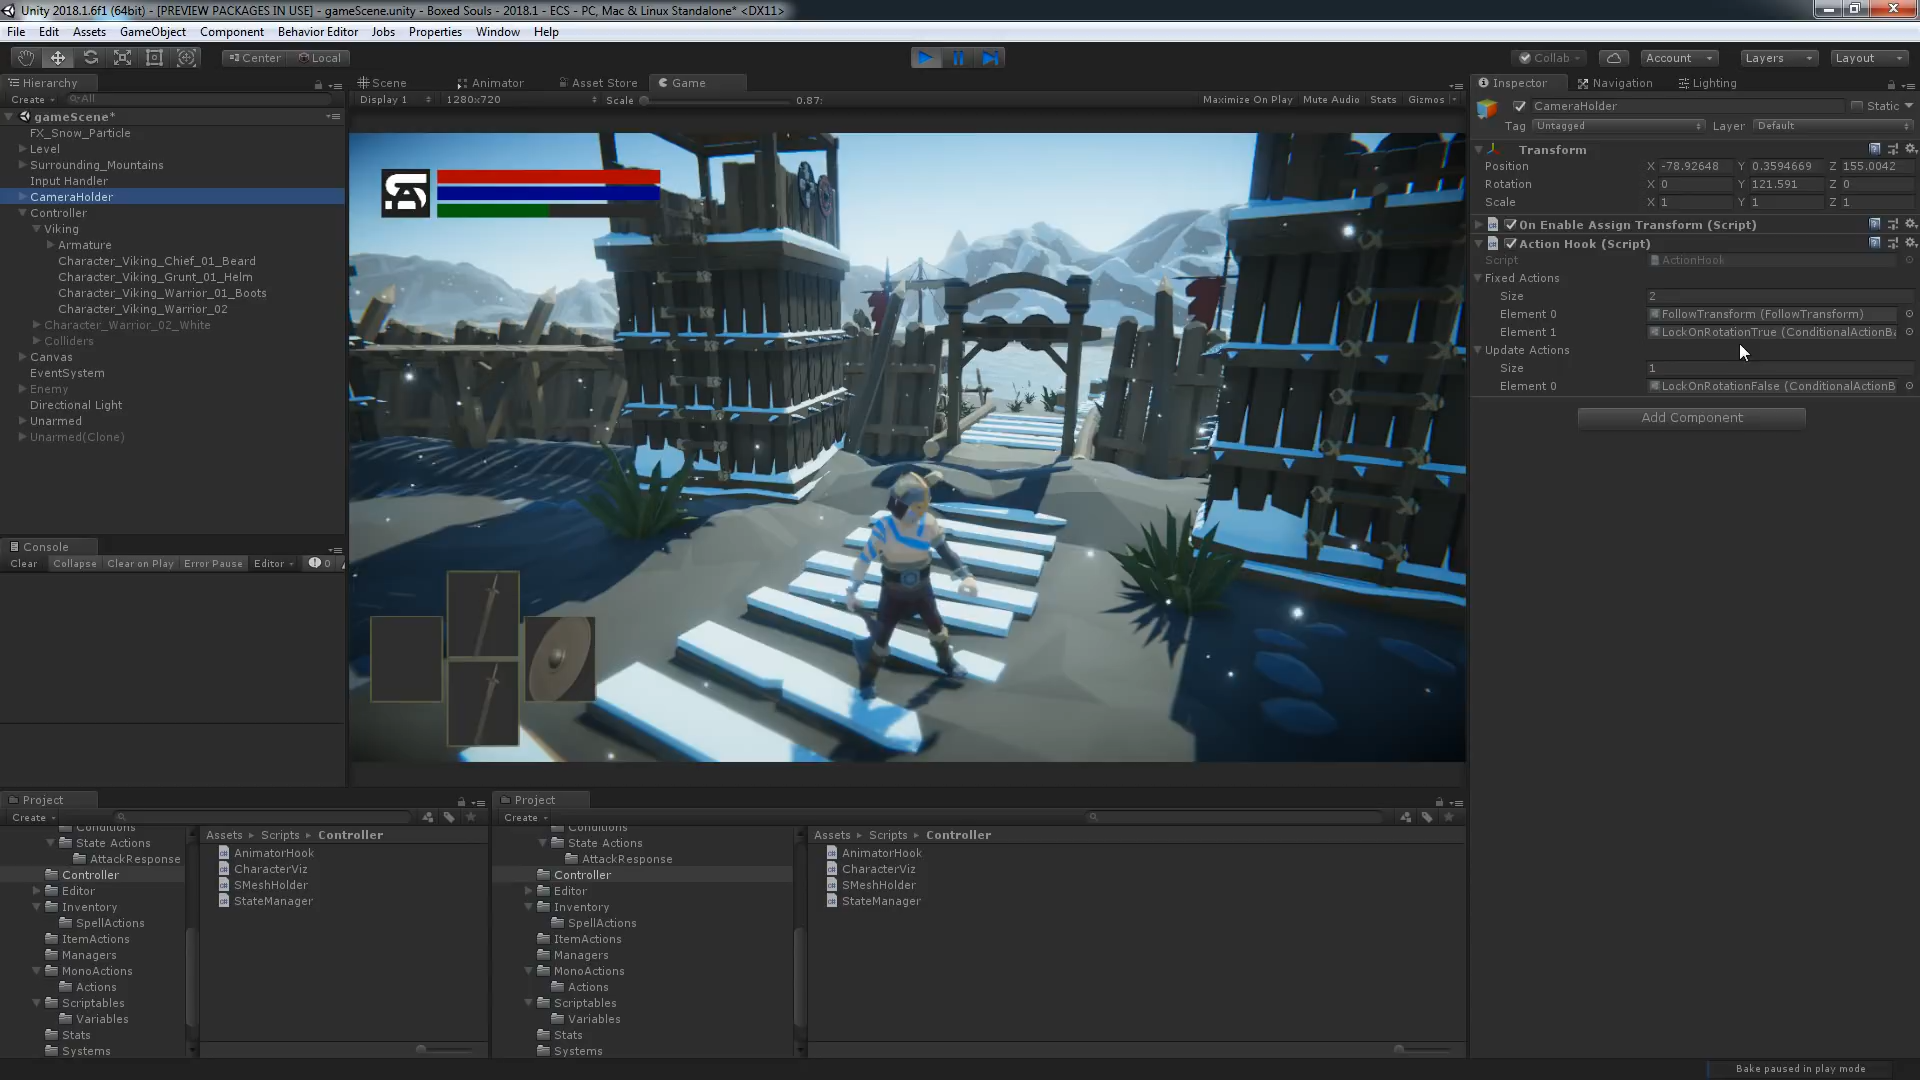 Unity 2018.1.6f1 (64bit) - [PREVIEW PACKAGES IN USE] - gameScene.unity - Boxed Souls - 2018.1 - ECS - PC, Mac & Linux Standalone* <DX11>
File Edit Assets GameObject Component Behavior Editor Jobs Properties Window Help
Center Local Collab Account Layers Layout
Hierarchy
Create All
gameScene*
FX_Snow_Particle
Level
Surrounding_Mountains
Input Handler
CameraHolder
Controller
Viking
Armature
Character_Viking_Chief_01_Beard
Character_Viking_Grunt_01_Helm
Character_Viking_Warrior_01_Boots
Character_Viking_Warrior_02
Character_Warrior_02_White
Colliders
Canvas
EventSystem
Enemy
Directional Light
Unarmed
Unarmed(Clone)
Console
Clear Collapse Clear on Play Error Pause Editor 0
Scene Animator Asset Store Game
Display 1 1280x720 Scale 0.87: Maximize On Play Mute Audio Stats Gizmos
Inspector Navigation Lighting
CameraHolder Static
Tag Untagged Layer Default
Transform
Position X -78.92648 Y 0.3594669 Z 155.0042
Rotation X 0 Y 121.591 Z 0
Scale X 1 Y 1 Z 1
On Enable Assign Transform (Script)
Action Hook (Script)
Script ActionHook
Fixed Actions
Size 2
Element 0 FollowTransform (FollowTransform)
Element 1 LockOnRotationTrue (ConditionalActionBa
Update Actions
Size 1
Element 0 LockOnRotationFalse (ConditionalActionB
Add Component
Project
Create
Conditions
State Actions
AttackResponse
Controller
Editor
Inventory
SpellActions
ItemActions
Managers
MonoActions
Actions
Scriptables
Variables
Stats
Systems
Assets Scripts Controller
AnimatorHook
CharacterViz
SMeshHolder
StateManager
Project
Create
Conditions
State Actions
AttackResponse
Controller
Editor
Inventory
SpellActions
ItemActions
Managers
MonoActions
Actions
Scriptables
Variables
Stats
Systems
Assets Scripts Controller
AnimatorHook
CharacterViz
SMeshHolder
StateManager
Bake paused in play mode